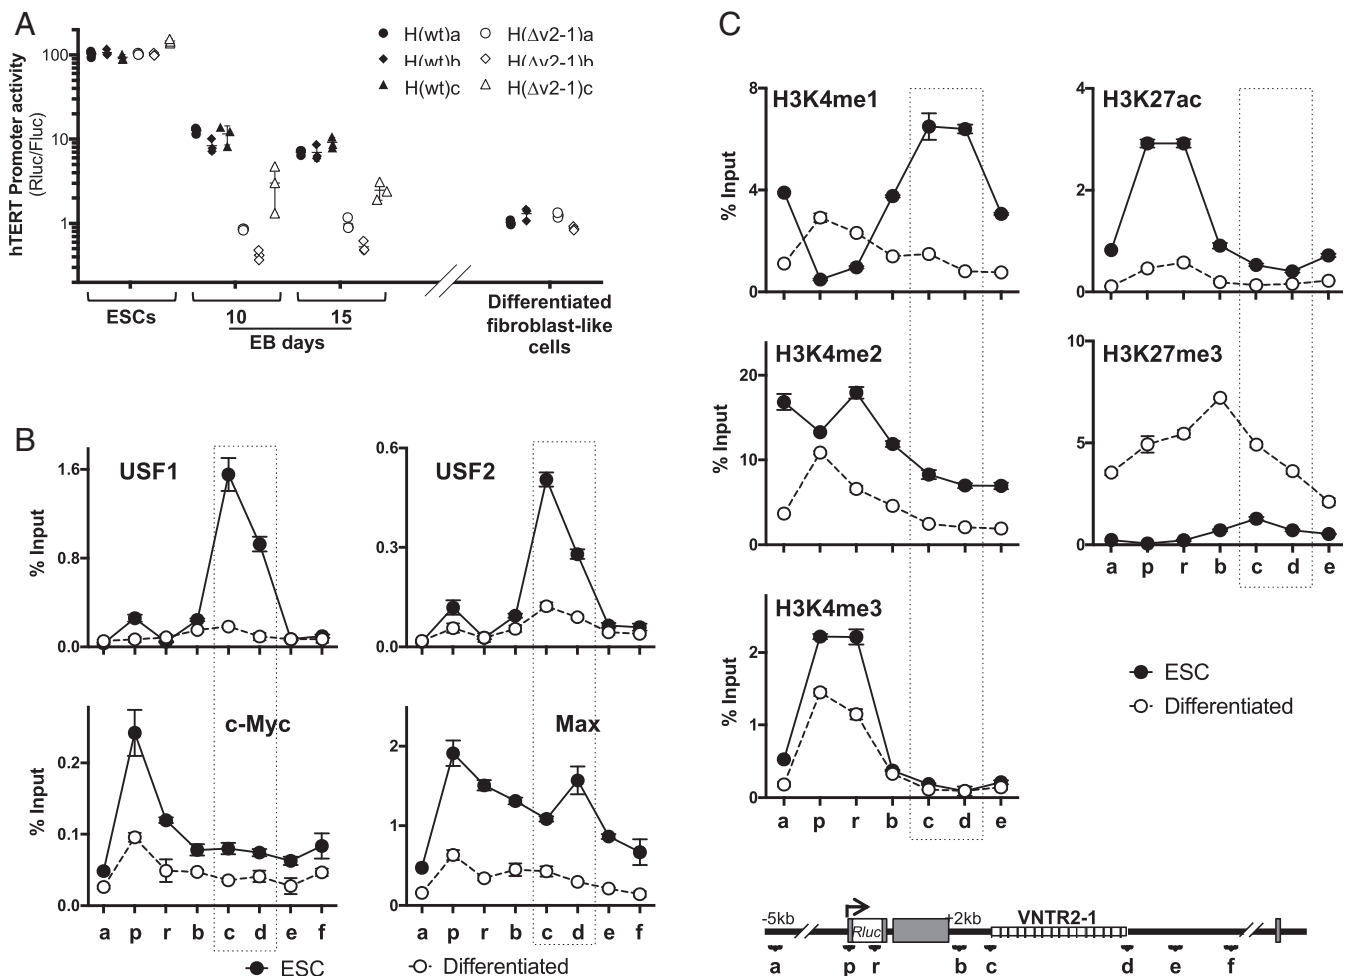 A
hTERT Promoter activity
(Rluc/Fluc)
100
10
1
H(wt)a
H(Δv2-1)a
H(wt)b
H(Δv2-1)b
H(wt)c
H(Δv2-1)c
ESCs
10
15
EB days
Differentiated
fibroblast-like
cells
B
USF1
% Input
1.6
0.8
0.0
USF2
0.6
0.3
0.0
c-Myc
% Input
0.2
0.1
0.0
a p r b c d e f
Max
2
1
0
a p r b c d e f
ESC
Differentiated
C
H3K4me1
% Input
8
4
0
H3K27ac
4
2
0
H3K4me2
% Input
20
10
0
H3K27me3
10
5
0
a p r b c d e
H3K4me3
% Input
2
1
0
a p r b c d e
ESC
Differentiated
-5kb
Rluc
+2kb
VNTR2-1
a p r b c d e f